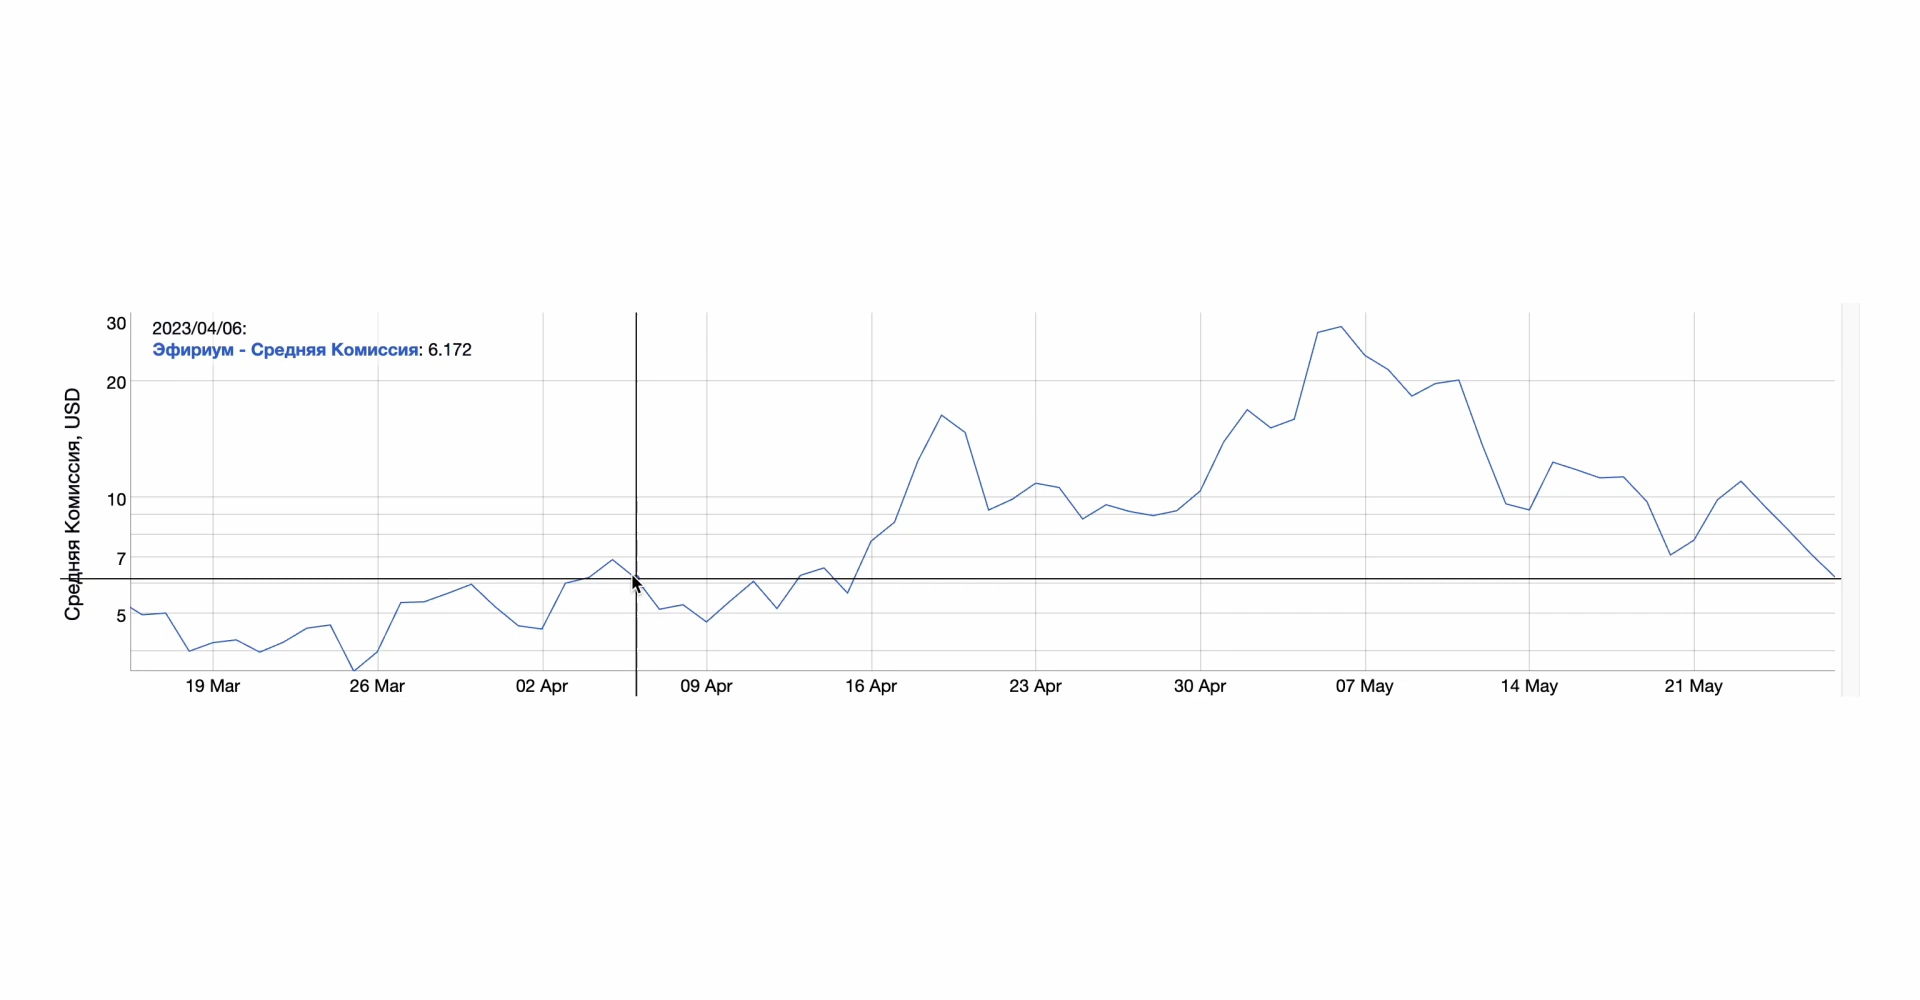 2023/04/06:
Эфириум - Средняя Комиссия: 6.172
Средняя Комиссия, USD
30
20
10
7
5
19 Mar
26 Mar
02 Apr
09 Apr
16 Apr
23 Apr
30 Apr
07 May
14 May
21 May